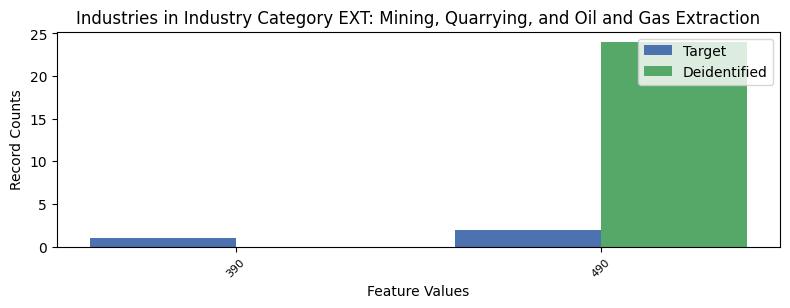 Industries in Industry Category EXT: Mining, Quarrying, and Oil and Gas Extraction
Record Counts
25
20
15
10
5
0
Target
Deidentified
390
490
Feature Values